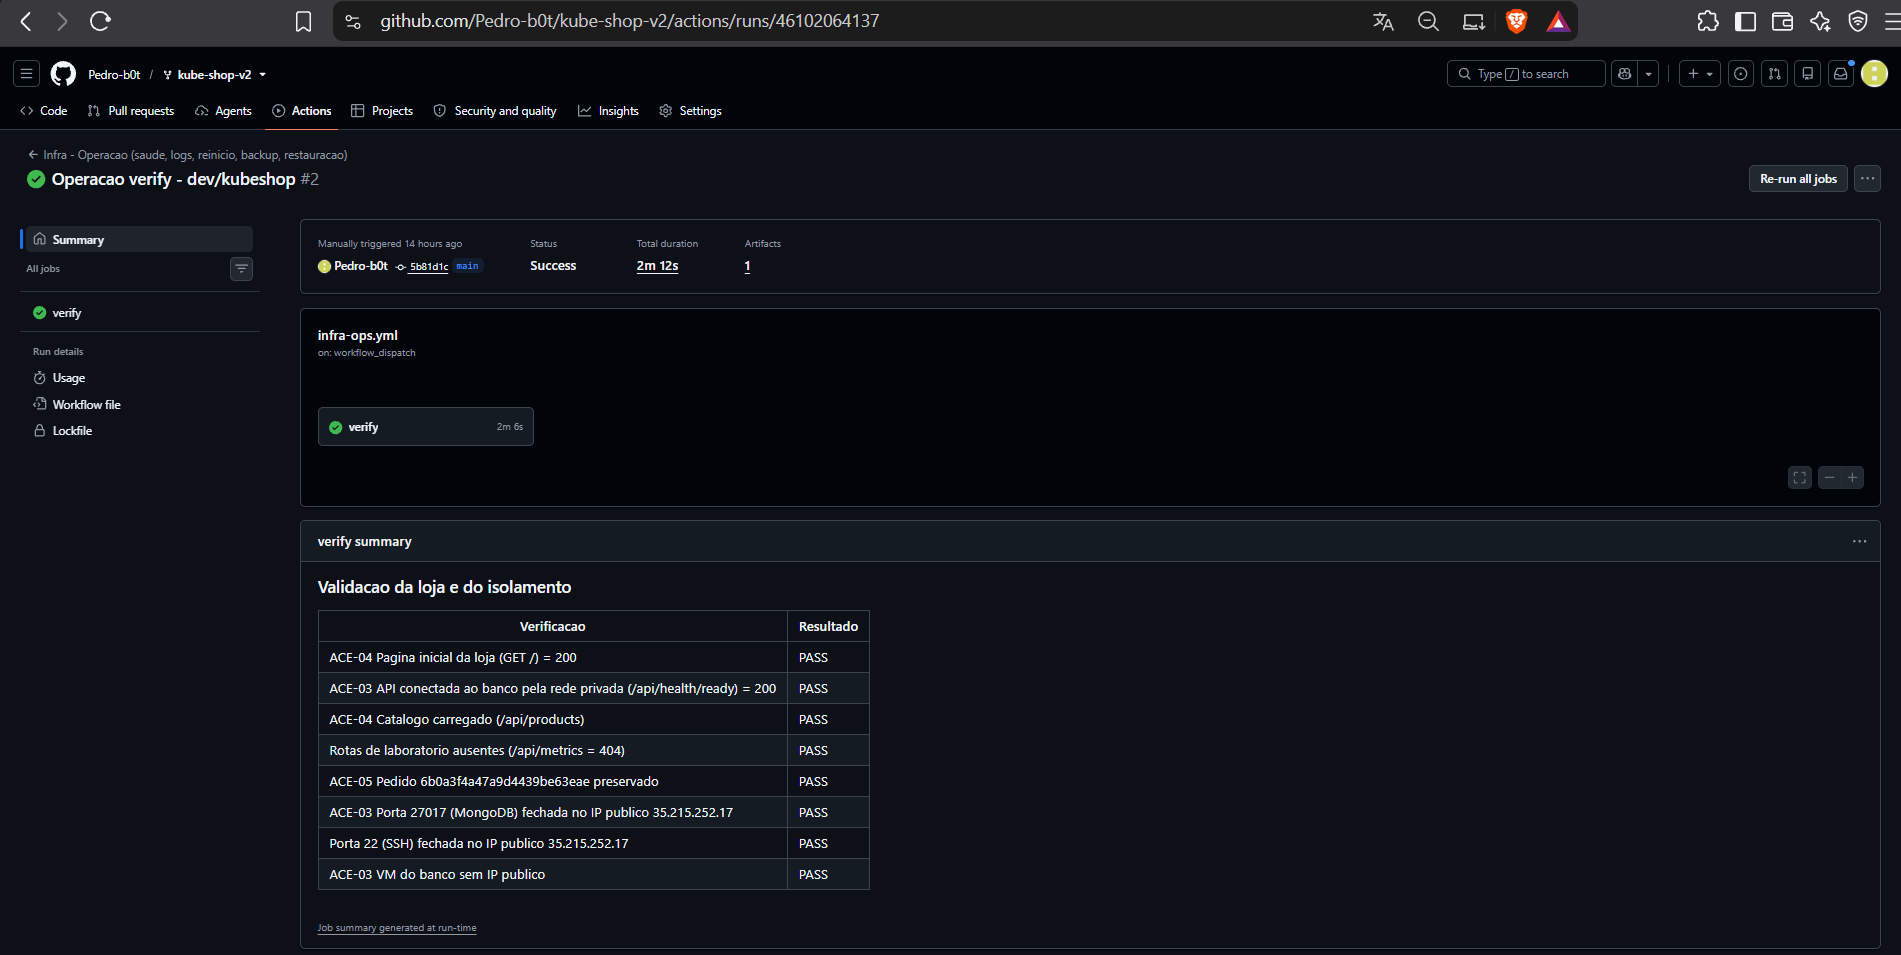 github.com/Pedro-b0t/kube-shop-v2/actions/runs/46102064137
Pedro-b0t / kube-shop-v2
Type / to search
Code Pull requests Agents Actions Projects Security and quality Insights Settings
Infra - Operacao (saude, logs, reinicio, backup, restauracao)
Operacao verify - dev/kubeshop #2
Re-run all jobs
Summary
All jobs
verify
Run details
Usage
Workflow file
Lockfile
Manually triggered 14 hours ago
Pedro-b0t 5b81d1c main
Status
Success
Total duration
2m 12s
Artifacts
1
infra-ops.yml
on: workflow_dispatch
verify 2m 6s
verify summary
Validacao da loja e do isolamento
Verificacao Resultado
ACE-04 Pagina inicial da loja (GET /) = 200 PASS
ACE-03 API conectada ao banco pela rede privada (/api/health/ready) = 200 PASS
ACE-04 Catalogo carregado (/api/products) PASS
Rotas de laboratorio ausentes (/api/metrics = 404) PASS
ACE-05 Pedido 6b0a3f4a47a9d4439be63eae preservado PASS
ACE-03 Porta 27017 (MongoDB) fechada no IP publico 35.215.252.17 PASS
Porta 22 (SSH) fechada no IP publico 35.215.252.17 PASS
ACE-03 VM do banco sem IP publico PASS
Job summary generated at run-time